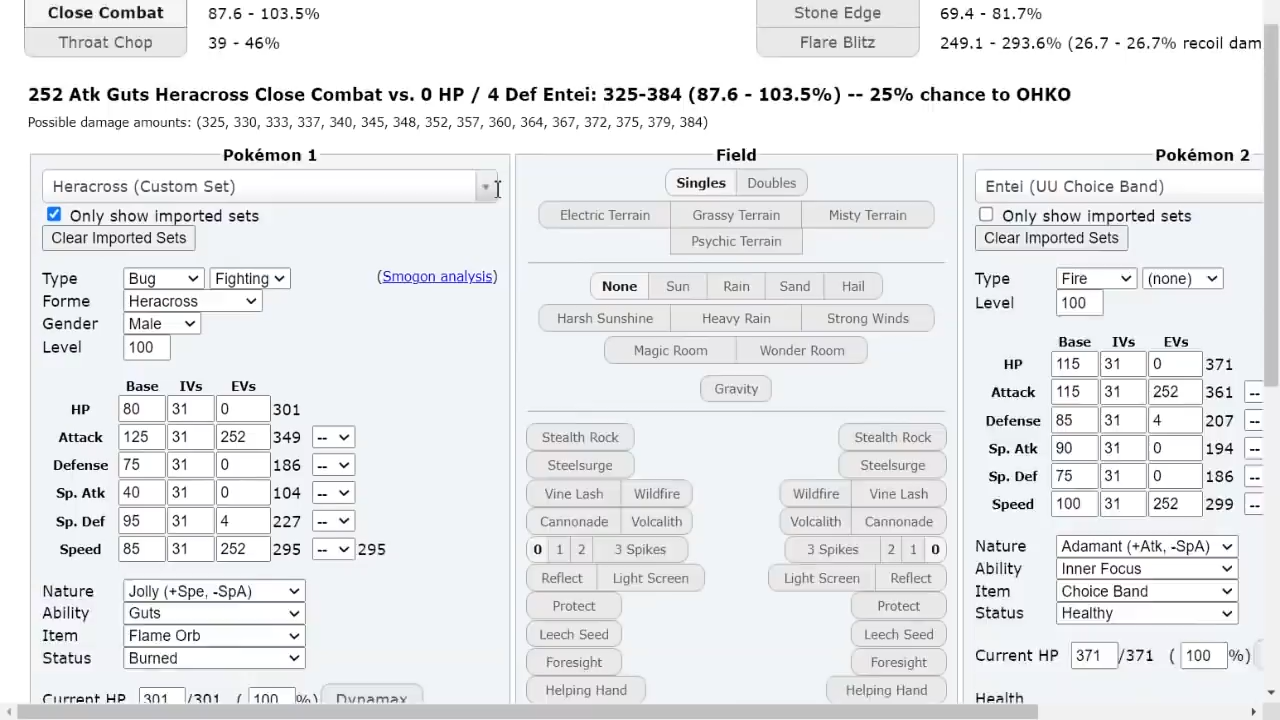 Close Combat 87.6 - 103.5% Stone Edge 69.4 - 81.7%
Throat Chop 39 - 46% Flare Blitz 249.1 - 293.6% (26.7 - 26.7% recoil dam
252 Atk Guts Heracross Close Combat vs. 0 HP / 4 Def Entei: 325-384 (87.6 - 103.5%) -- 25% chance to OHKO
Possible damage amounts: (325, 330, 333, 337, 340, 345, 348, 352, 357, 360, 364, 367, 372, 375, 379, 384)
Pokémon 1
Heracross (Custom Set)
Only show imported sets
Clear Imported Sets
Type Bug Fighting (Smogon analysis)
Forme Heracross
Gender Male
Level 100
Base IVs EVs
HP 80 31 0 301
Attack 125 31 252 349 --
Defense 75 31 0 186 --
Sp. Atk 40 31 0 104 --
Sp. Def 95 31 4 227 --
Speed 85 31 252 295 -- 295
Nature Jolly (+Spe, -SpA)
Ability Guts
Item Flame Orb
Status Burned
Current HP 301 /301 ( 100 %) Dynamax
Field
Singles Doubles
Electric Terrain Grassy Terrain Misty Terrain
Psychic Terrain
None Sun Rain Sand Hail
Harsh Sunshine Heavy Rain Strong Winds
Magic Room Wonder Room
Gravity
Stealth Rock Stealth Rock
Steelsurge Steelsurge
Vine Lash Wildfire Wildfire Vine Lash
Cannonade Volcalith Volcalith Cannonade
0 1 2 3 Spikes 3 Spikes 2 1 0
Reflect Light Screen Light Screen Reflect
Protect Protect
Leech Seed Leech Seed
Foresight Foresight
Helping Hand Helping Hand
Pokémon 2
Entei (UU Choice Band)
Only show imported sets
Clear Imported Sets
Type Fire (none)
Level 100
Base IVs EVs
HP 115 31 0 371
Attack 115 31 252 361 --
Defense 85 31 4 207 --
Sp. Atk 90 31 0 194 --
Sp. Def 75 31 0 186 --
Speed 100 31 252 299 --
Nature Adamant (+Atk, -SpA)
Ability Inner Focus
Item Choice Band
Status Healthy
Current HP 371 /371 ( 100 %)
Health